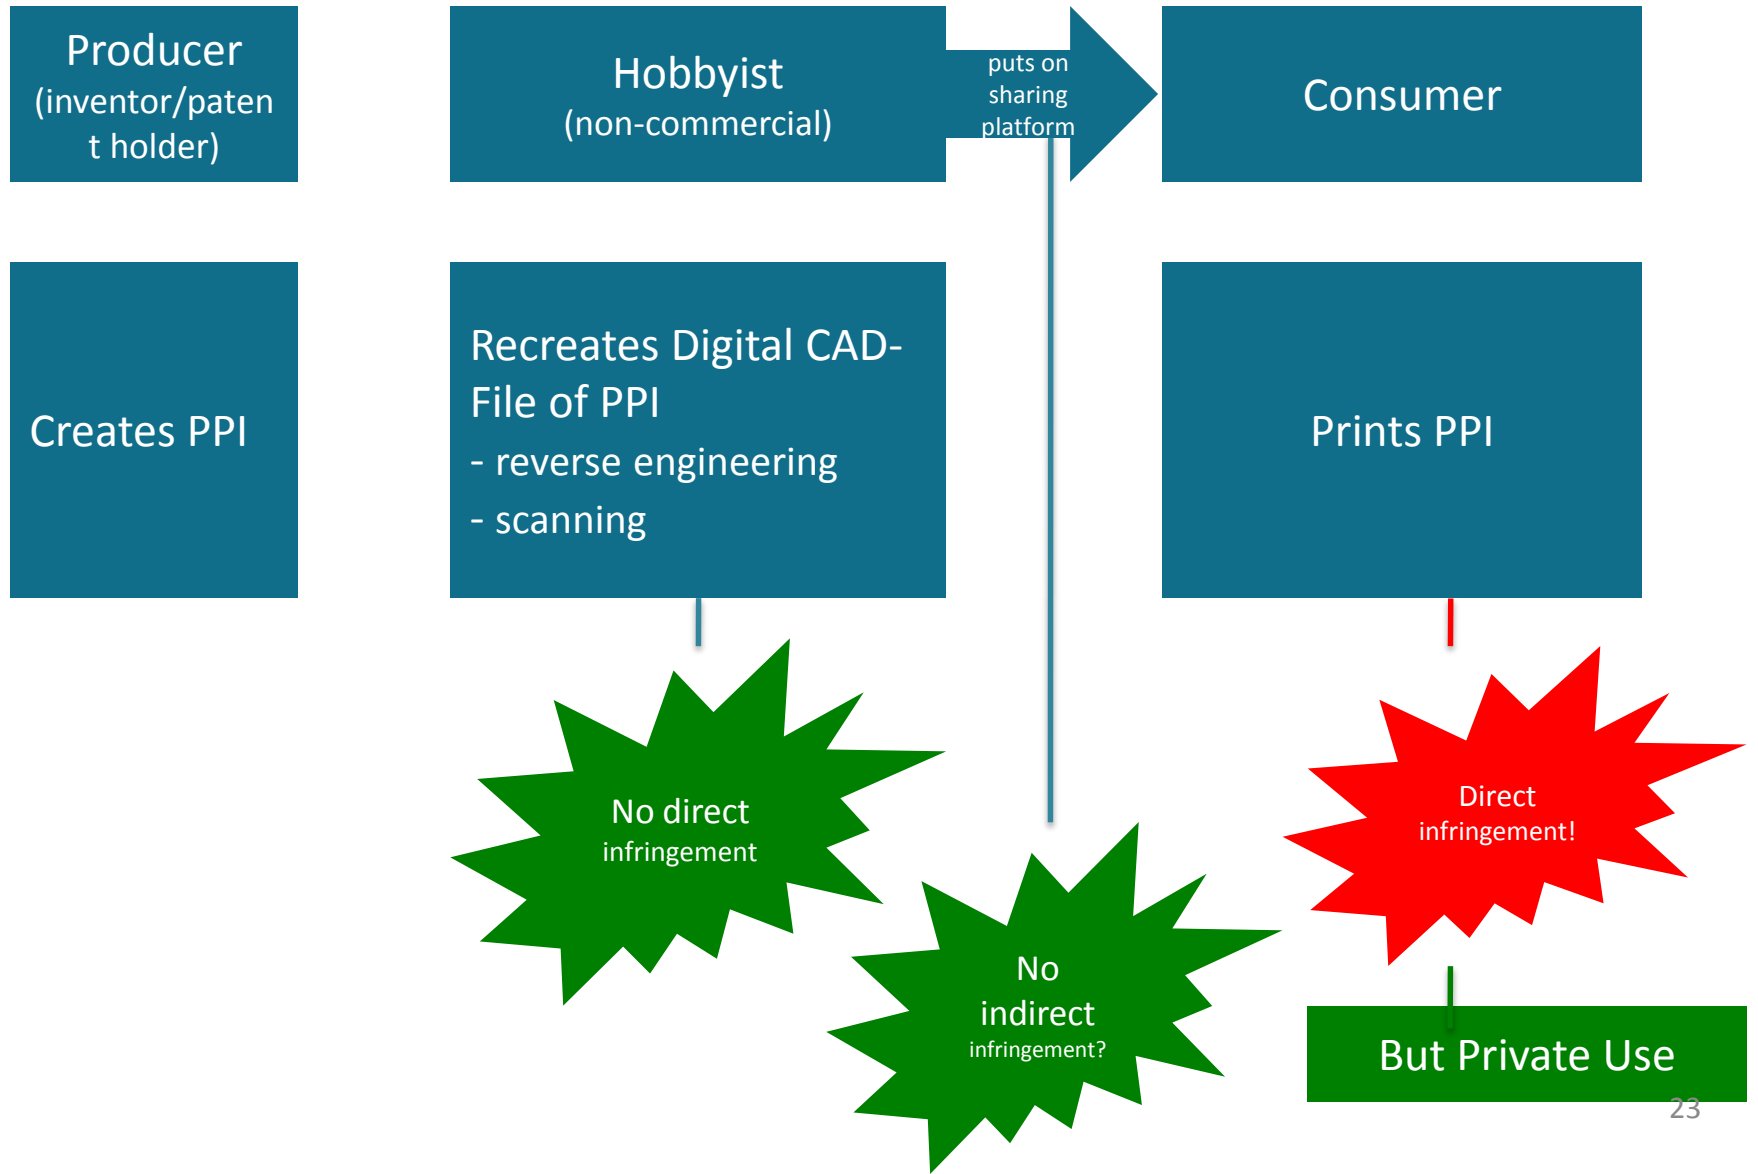 Producer
(inventor/paten
t holder)
Hobbyist
(non-commercial)
puts on
sharing
platform
Consumer
Creates PPI
Recreates Digital CAD-
File of PPI
- reverse engineering
- scanning
Prints PPI
No direct
infringement
No
indirect
infringement?
Direct
infringement!
But Private Use
23